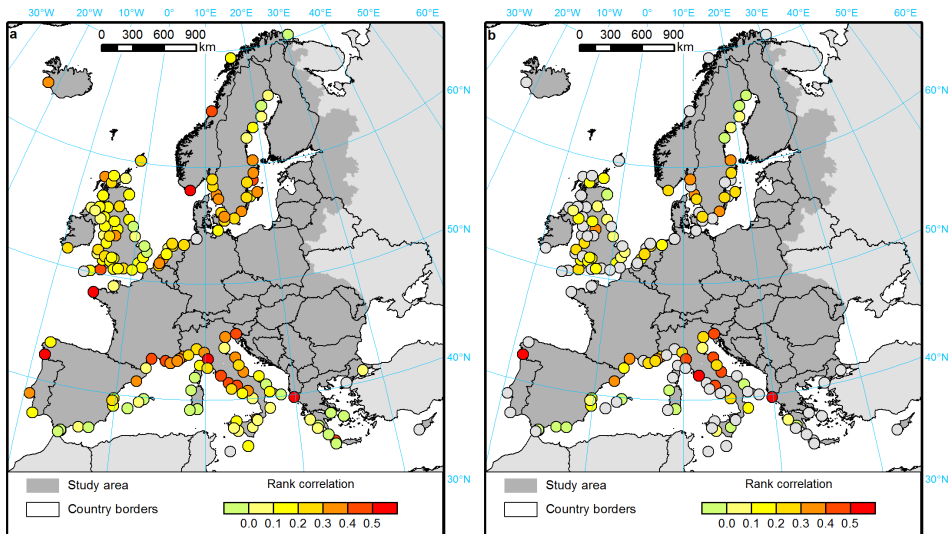 30°W 20°W 10°W 0° 10°E 20°E 30°E 40°E 50°E 60°E 30°W 20°W 10°W 0° 10°E 20°E 30°E 40°E 50°E 60°E
a b
0 300 600 900 km 0 300 600 900 km
60°N 60°N
50°N 50°N
40°N 40°N
30°N 30°N
Study area Rank correlation Study area Rank correlation
Country borders Country borders
0.0 0.1 0.2 0.3 0.4 0.5 0.0 0.1 0.2 0.3 0.4 0.5